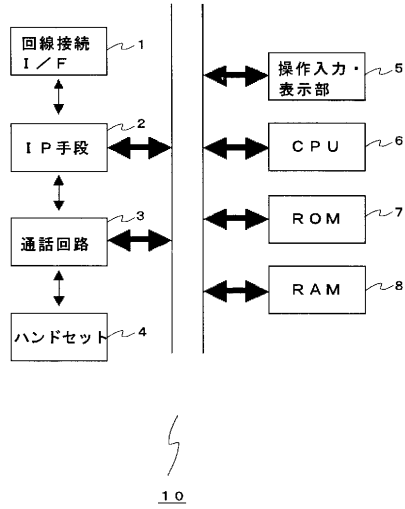 回線接続
Ｉ／Ｆ
1
ＩＰ手段
2
通話回路
3
ハンドセット
4
操作入力・
表示部
5
ＣＰＵ
6
ＲＯＭ
7
ＲＡＭ
8
10